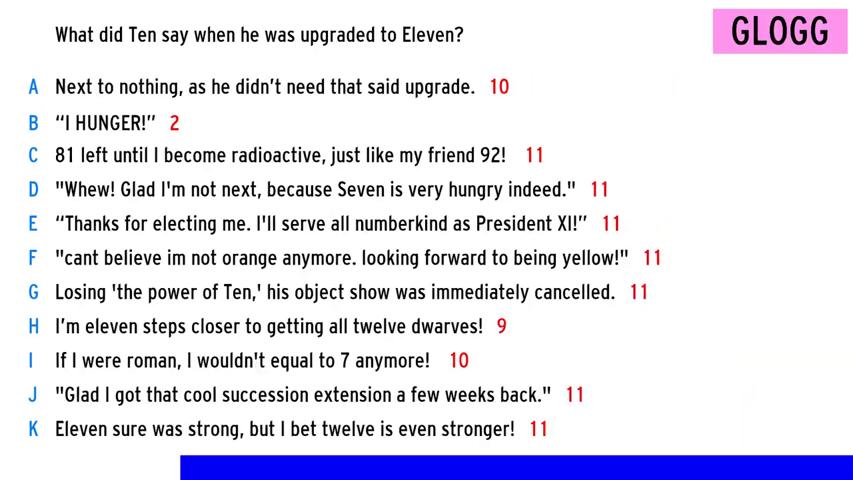 What did Ten say when he was upgraded to Eleven?
GLOGG
A Next to nothing, as he didn’t need that said upgrade. 10
B “I HUNGER!” 2
C 81 left until I become radioactive, just like my friend 92! 11
D "Whew! Glad I'm not next, because Seven is very hungry indeed." 11
E “Thanks for electing me. I'll serve all numberkind as President XI!” 11
F "cant believe im not orange anymore. looking forward to being yellow!" 11
G Losing 'the power of Ten,' his object show was immediately cancelled. 11
H I’m eleven steps closer to getting all twelve dwarves! 9
I If I were roman, I wouldn't equal to 7 anymore! 10
J "Glad I got that cool succession extension a few weeks back." 11
K Eleven sure was strong, but I bet twelve is even stronger! 11